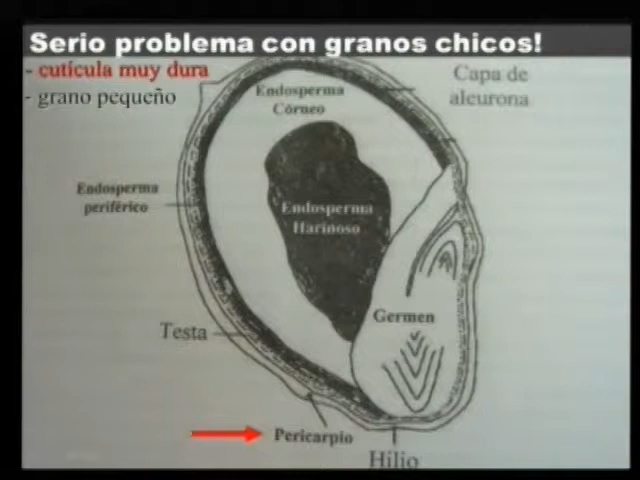 Serio problema con granos chicos!
- cutícula muy dura
- grano pequeño
Capa de
aleurona
Endosperma
Córneo
Endosperma
periférico
Endosperma
Harinoso
Germen
Testa
Pericarpio
Hilio